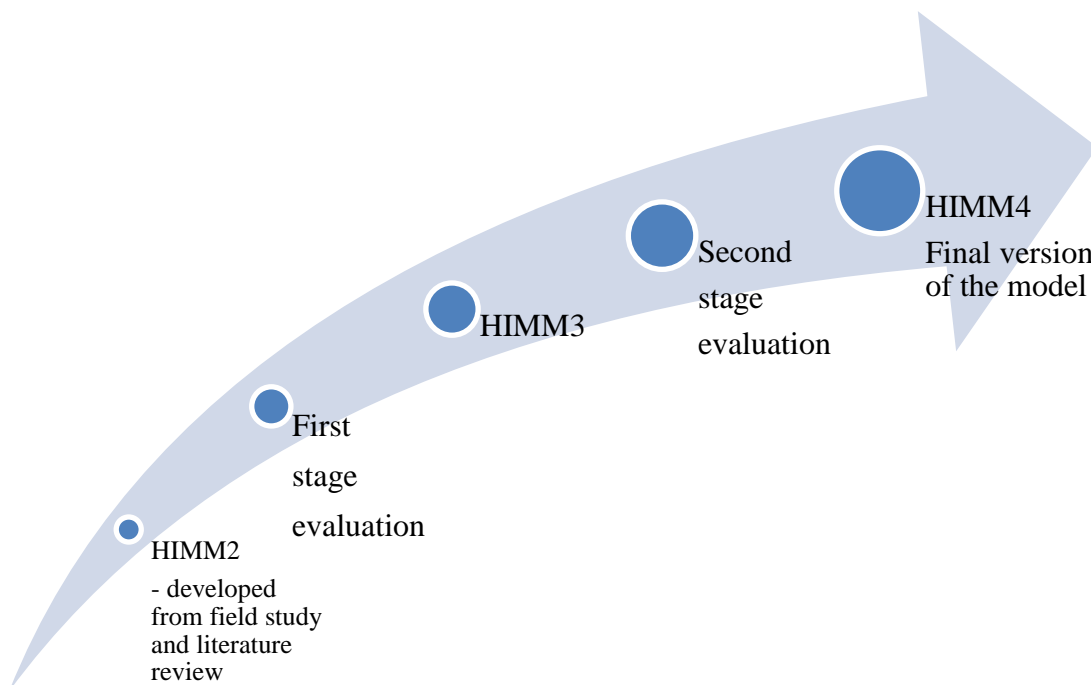 HIMM2
- developed
from field study
and literature
review
First
stage
evaluation
HIMM3
Second
stage
evaluation
HIMM4
Final version
of the model